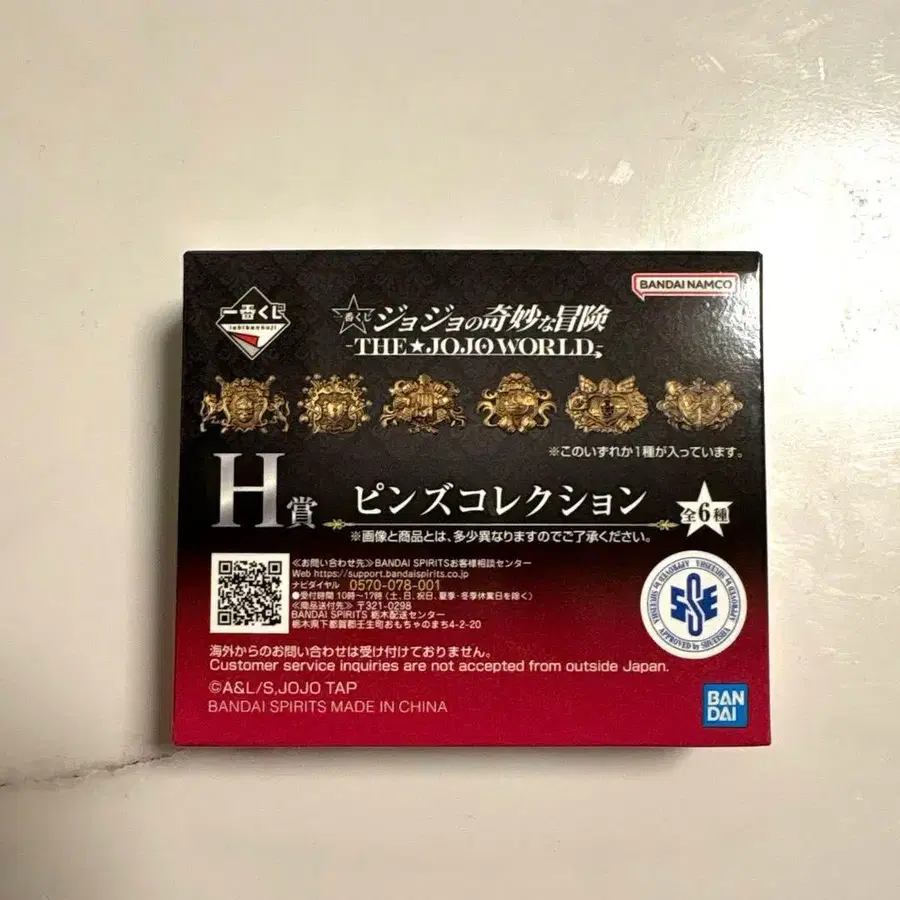 BANDAI NAMCO
一番くじ
ichibankuji
一番くじ ジョジョの奇妙な冒険
-THE★JOJO WORLD-
※このいずれか1種が入っています。
H賞 ピンズコレクション 全6種
※画像と商品とは、多少異なりますのでご了承ください。
≪お問い合わせ先≫BANDAI SPIRITSお客様相談センター
Web https://support.bandaispirits.co.jp
ナビダイヤル 0570-078-001
●受付時間 10時〜17時 (土、日、祝日、夏季・冬季休業日を除く)
≪商品送付先≫ 〒321-0298
BANDAI SPIRITS 栃木配送センター
栃木県下都賀郡壬生町おもちゃのまち4-2-20
APPROVED by SHUEISHA APPROVED by SHUEISHA
SSE
海外からのお問い合わせは受け付けておりません。
Customer service inquiries are not accepted from outside Japan.
©A&L/S,JOJO TAP
BANDAI SPIRITS MADE IN CHINA
BAN
DAI